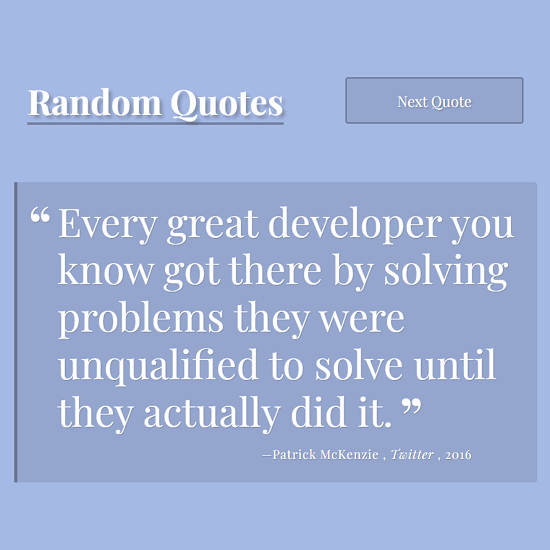 Random Quotes
Next Quote
“ Every great developer you
know got there by solving
problems they were
unqualified to solve until
they actually did it. ”
—Patrick McKenzie , Twitter , 2016